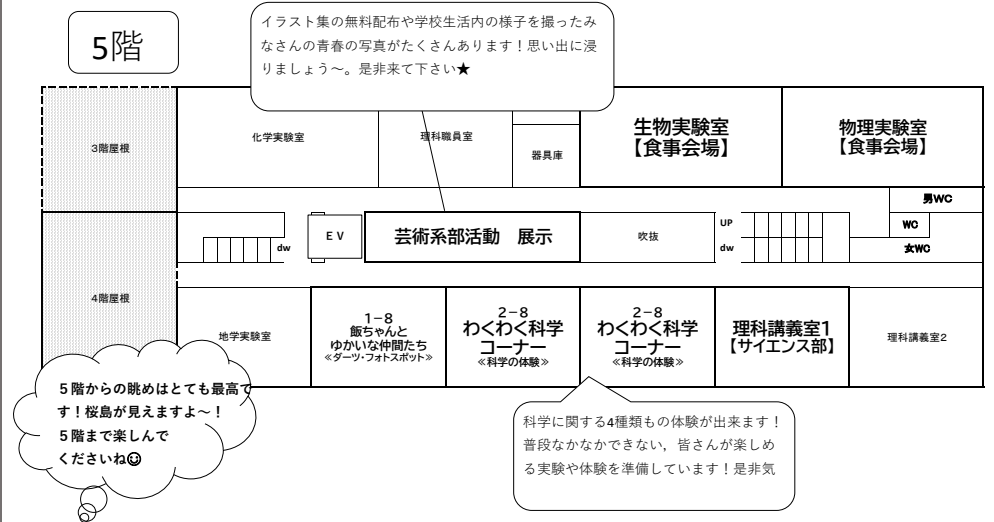 5階
イラスト集の無料配布や学校生活内の様子を撮ったみ
なさんの青春の写真がたくさんあります！思い出に浸
りましょう～。是非来て下さい★
3階屋根
化学実験室
理科職員室
器具庫
生物実験室
【食事会場】
物理実験室
【食事会場】
男WC
WC
女WC
dw
EV
芸術系部活動　展示
吹抜
UP
dw
4階屋根
地学実験室
1－8
飯ちゃんと
ゆかいな仲間たち
≪ダーツ・フォトスポット≫
2－8
わくわく科学
コーナー
≪科学の体験≫
2－8
わくわく科学
コーナー
≪科学の体験≫
理科講義室1
【サイエンス部】
理科講義室2
５階からの眺めはとても最高で
す！桜島が見えますよ～！
５階まで楽しんで
くださいね☺
科学に関する4種類もの体験が出来ます！
普段なかなかできない，皆さんが楽しめ
る実験や体験を準備しています！是非気